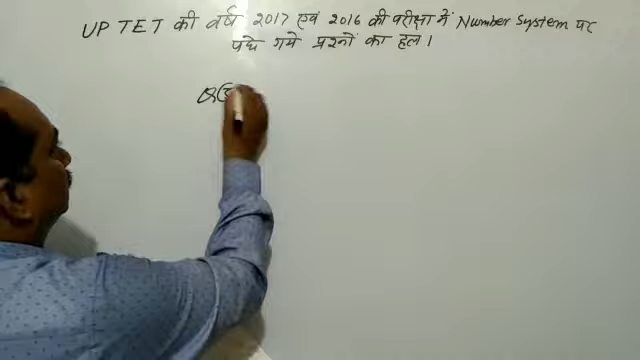 UP TET की वर्ष 2017 एवं 2016 की परीक्षा में Number System पर
पूछे गये प्रश्नों का हल।